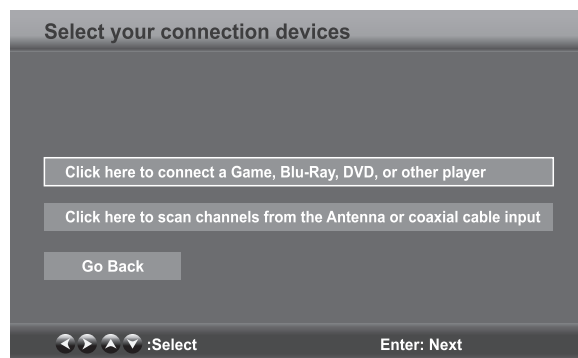 Select your connection devices
Click here to connect a Game, Blu-Ray, DVD, or other player
Click here to scan channels from the Antenna or coaxial cable input
Go Back
:Select Enter: Next